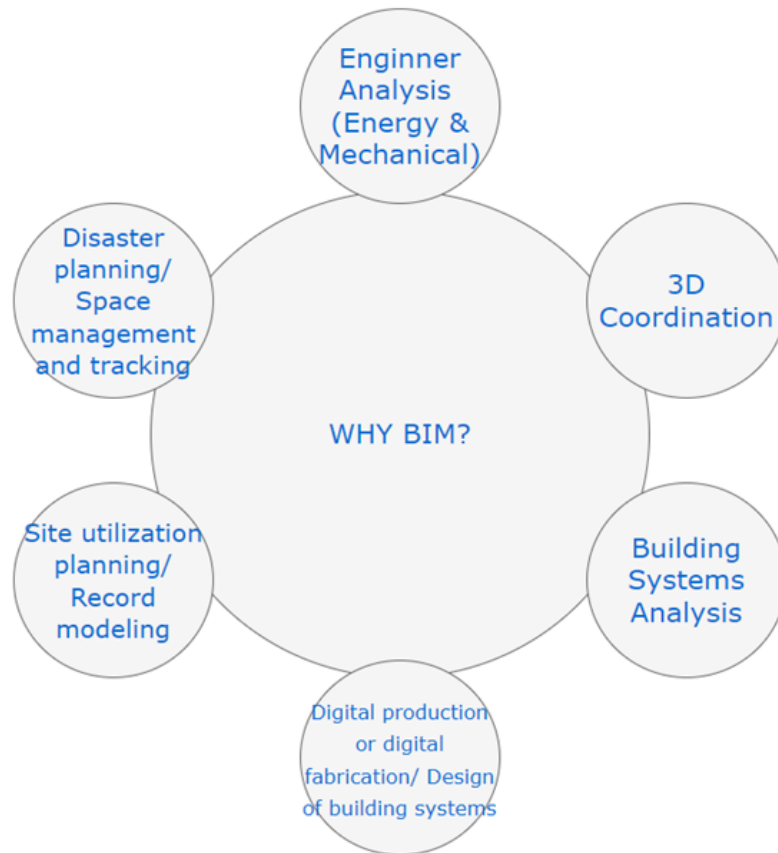 Enginner
Analysis
(Energy &
Mechanical)
Disaster
planning/
Space
management
and tracking
3D
Coordination
WHY BIM?
Site utilization
planning/
Record
modeling
Building
Systems
Analysis
Digital production
or digital
fabrication/ Design
of building systems